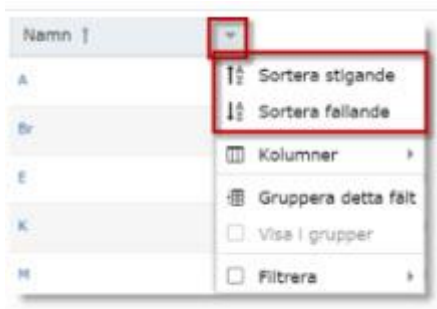 Namn ↑
A
Br
E
K
M
Sortera stigande
Sortera fallande
Kolumner
Gruppera detta fält
Visa i grupper
Filtrera